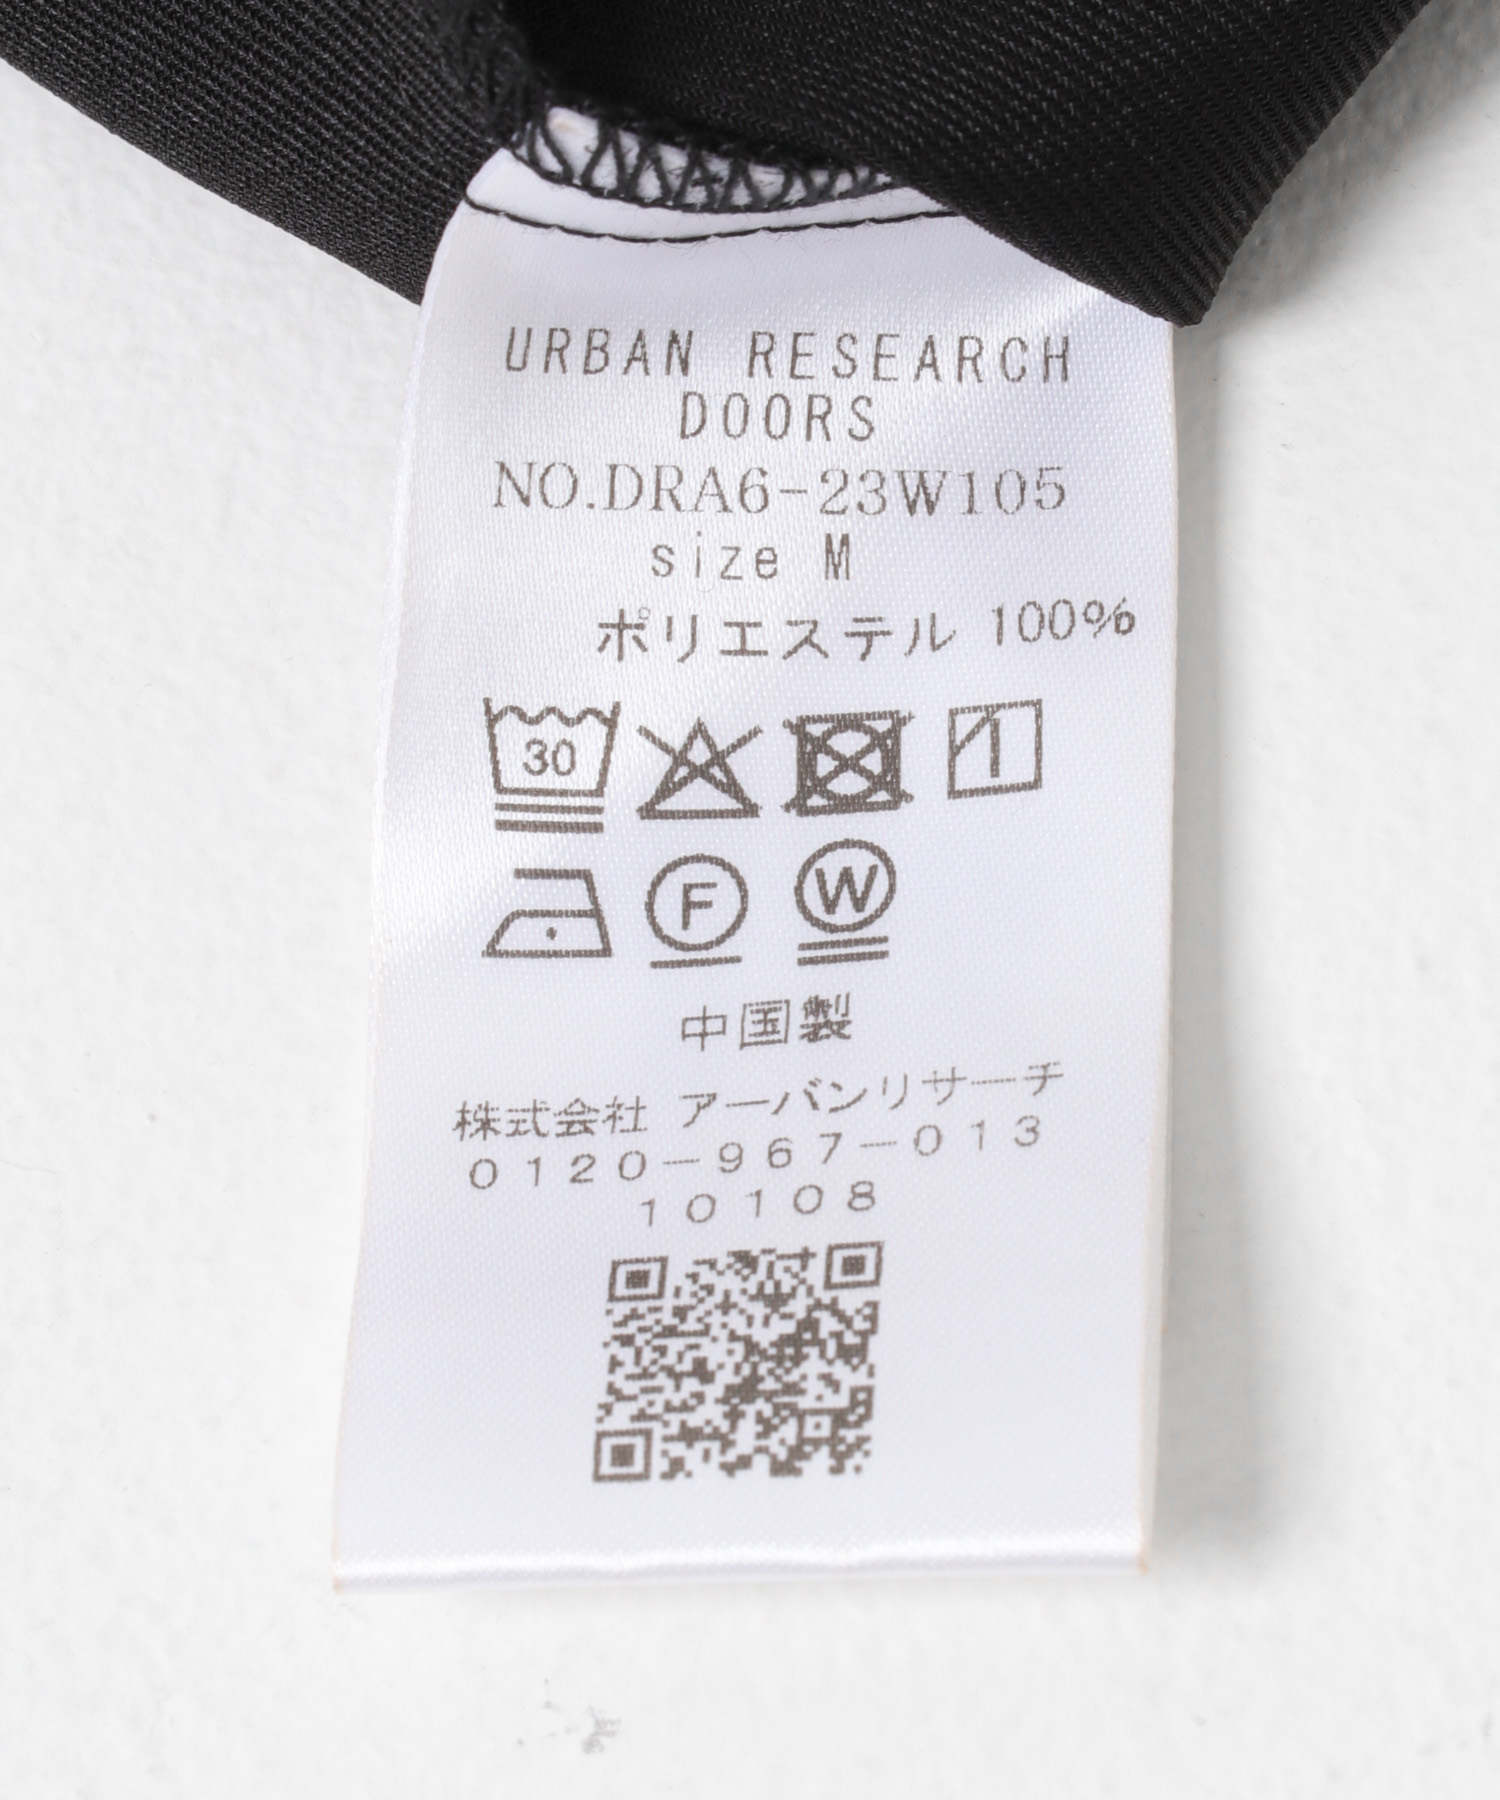 URBAN RESEARCH
DOORS
NO.DRA6-23W105
size M
ポリエステル 100%
30
F
W
中国製
株式会社 アーバンリサーチ
0120-967-013
10108